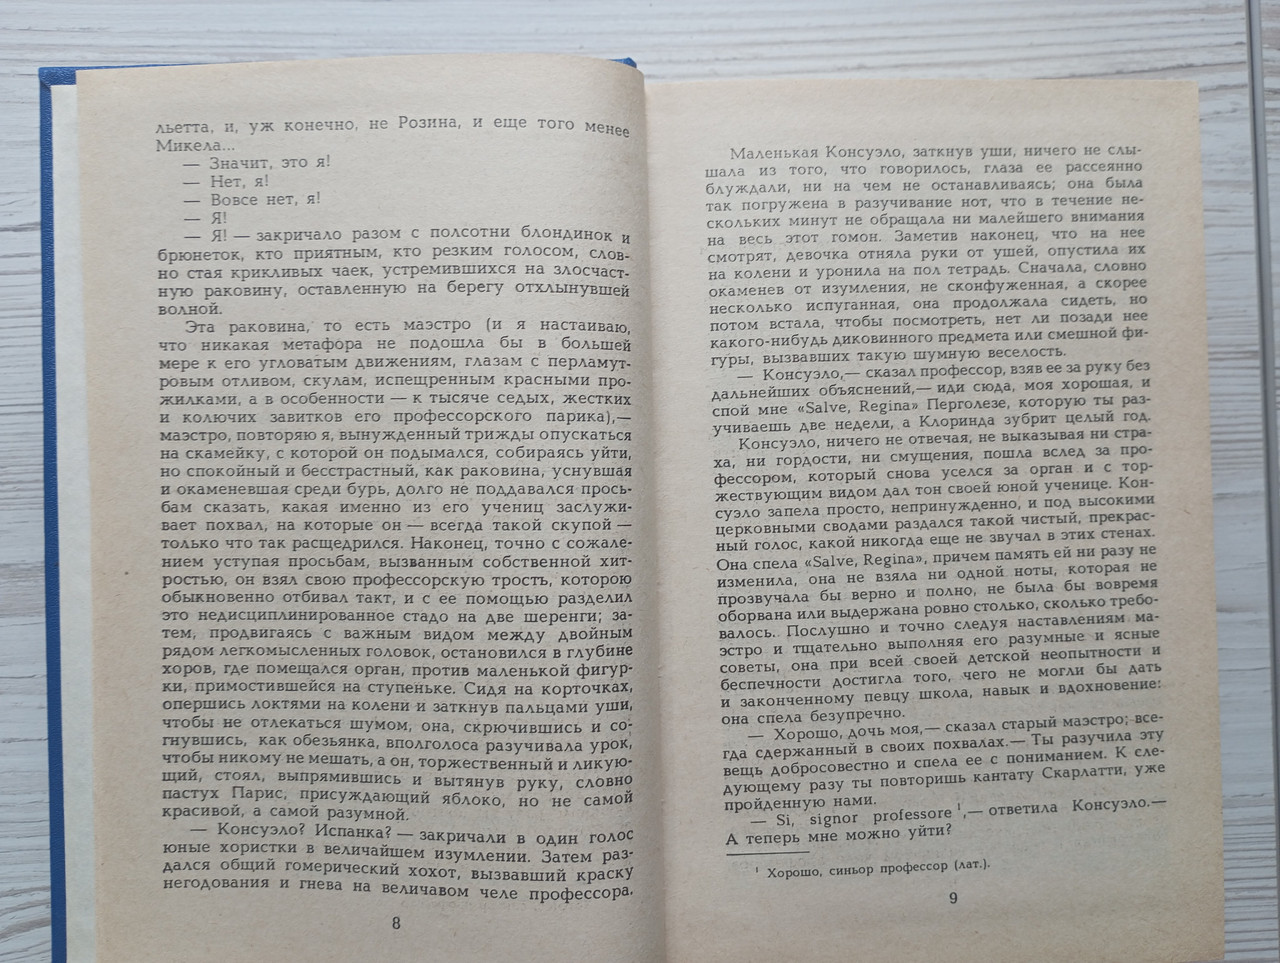 льетта, и, уж конечно, не Розина, и еще того менее
Микела...
— Значит, это я!
— Нет, я!
— Вовсе нет, я!
— Я!
— Я! — закричало разом с полсотни блондинок и
брюнеток, кто приятным, кто резким голосом, слов-
но стая крикливых чаек, устремившихся на злосчаст-
ную раковину, оставленную на берегу отхлынувшей
волной.
Эта раковина, то есть маэстро (и я настаиваю,
что никакая метафора не подошла бы в большей
мере к его угловатым движениям, глазам с перламут-
ровым отливом, скулам, испещренным красными про-
жилками, а в особенности — к тысяче седых, жестких
и колючих завитков его профессорского парика),—
маэстро, повторяю я, вынужденный трижды опускаться
на скамейку, с которой он подымался, собираясь уйти,
но спокойный и бесстрастный, как раковина, уснувшая
и окаменевшая среди бурь, долго не поддавался прось-
бам сказать, какая именно из его учениц заслужи-
вает похвал, на которые он — всегда такой скупой —
только что так расщедрился. Наконец, точно с сожале-
нием уступая просьбам, вызванным собственной хит-
ростью, он взял свою профессорскую трость, которою
обыкновенно отбивал такт, и с ее помощью разделил
это недисциплинированное стадо на две шеренги; за-
тем, продвигаясь с важным видом между двойным
рядом легкомысленных головок, остановился в глубине
хоров, где помещался орган, против маленькой фигур-
ки, примостившейся на ступеньке. Сидя на корточках,
опершись локтями на колени и заткнув пальцами уши,
чтобы не отлекаться шумом, она, скрючившись и со-
гнувшись, как обезьянка, вполголоса разучивала урок,
чтобы никому не мешать, а он, торжественный и ликую-
щий, стоял, выпрямившись и вытянув руку, словно
пастух Парис, присуждающий яблоко, но не самой
красивой, а самой разумной.
— Консуэло? Испанка? — закричали в один голос
юные хористки в величайшем изумлении. Затем раз-
дался общий гомерический хохот, вызвавший краску
негодования и гнева на величавом челе профессора.
8
Маленькая Консуэло, заткнув уши, ничего не слы-
шала из того, что говорилось, глаза ее рассеянно
блуждали, ни на чем не останавливаясь; она была
так погружена в разучивание нот, что в течение не-
скольких минут не обращала ни малейшего внимания
на весь этот гомон. Заметив наконец, что на нее
смотрят, девочка отняла руки от ушей, опустила их
на колени и уронила на пол тетрадь. Сначала, словно
окаменев от изумления, не сконфуженная, а скорее
несколько испуганная, она продолжала сидеть, но
потом встала, чтобы посмотреть, нет ли позади нее
какого-нибудь диковинного предмета или смешной фи-
гуры, вызвавших такую шумную веселость.
— Консуэло,— сказал профессор, взяв ее за руку без
дальнейших объяснений,— иди сюда, моя хорошая, и
спой мне «Salve, Regina» Перголезе, которую ты раз-
учиваешь две недели, а Клоринда зубрит целый год.
Консуэло, ничего не отвечая, не выказывая ни стра-
ха, ни гордости, ни смущения, пошла вслед за про-
фессором, который снова уселся за орган и с тор-
жествующим видом дал тон своей юной ученице. Кон-
суэло запела просто, непринужденно, и под высокими
церковными сводами раздался такой чистый, прекрас-
ный голос, какой никогда еще не звучал в этих стенах.
Она спела «Salve, Regina», причем память ей ни разу не
изменила, она не взяла ни одной ноты, которая не
прозвучала бы верно и полно, не была бы вовремя
оборвана или выдержана ровно столько, сколько требо-
валось. Послушно и точно следуя наставлениям ма-
эстро и тщательно выполняя его разумные и ясные
советы, она при всей своей детской неопытности и
беспечности достигла того, чего не могли бы дать
и законченному певцу школа, навык и вдохновение:
она спела безупречно.
— Хорошо, дочь моя,— сказал старый маэстро; все-
гда сдержанный в своих похвалах.— Ты разучила эту
вещь добросовестно и спела ее с пониманием. К сле-
дующему разу ты повторишь кантату Скарлатти, уже
пройденную нами.
— Si, signor professore ¹,— ответила Консуэло.—
А теперь мне можно уйти?
¹ Хорошо, синьор профессор (лат.).
9